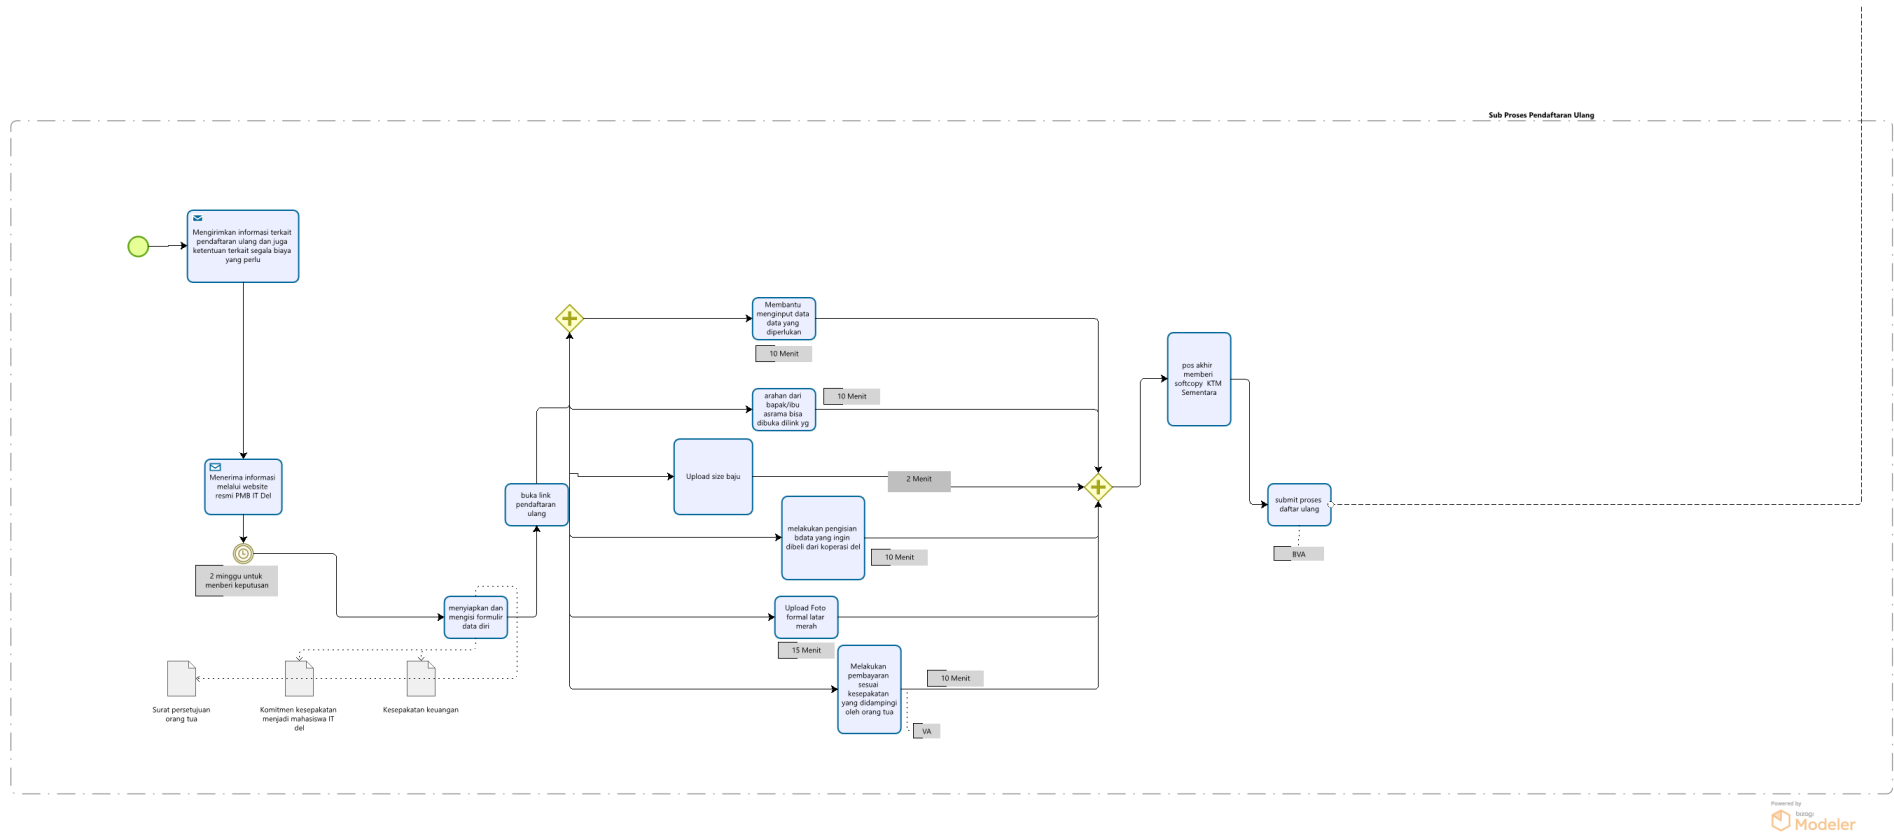 Sub Proses Pendaftaran Ulang
Mengirimkan informasi terkait
pendaftaran ulang dan juga
ketentuan terkait segala biaya
yang perlu
Menerima informasi
melalui website
resmi PMB IT Del
2 minggu untuk
menberi keputusan
menyiapkan dan
mengisi formulir
data diri
Surat persetujuan
orang tua
Komitmen kesepakatan
menjadi mahasiswa IT
del
Kesepakatan keuangan
buka link
pendaftaran
ulang
Membantu
menginput data
data yang
diperlukan
10 Menit
arahan dari
bapak/ibu
asrama bisa
dibuka dilink yg
10 Menit
Upload size baju
2 Menit
melakukan pengisian
bdata yang ingin
dibeli dari koperasi del
10 Menit
Upload Foto
formal latar
merah
15 Menit
Melakukan
pembayaran
sesuai
kesepakatan
yang didampingi
oleh orang tua
10 Menit
VA
pos akhir
memberi
softcopy KTM
Sementara
submit proses
daftar ulang
BVA
Powered by
bizagi
Modeler